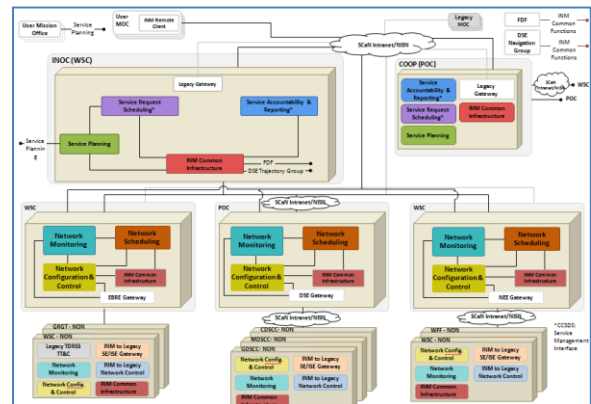 User Mission
Office
Service
Planning
User
MOC
INM Remote
Client
Legacy
MOC
FDF
INM
Common
Functions
DSE
Navigation
Group
INM
Common
Functions
SCaN Intranet/NISN
INOC (WSC)
Legacy Gateway
Service Request
Scheduling*
Service Accountability &
Reporting*
Service Planning
Service
Plannin
g
INM Common
Infrastructure
FDF
DSE Trajectory Group
COOP (POC)
Service
Accountability &
Reporting*
Legacy
Gateway
Service Request
Scheduling*
INM Common
Infrastructure
Service Planning
SCaN
Intranet/NISN
WSC
POC
SCaN Intranet/NISN
WSC
Network
Monitoring
Network
Scheduling
Network
Configuration &
Control
INM Common
Infrastructure
EBRE Gateway
POC
Network
Monitoring
Network
Scheduling
Network
Configuration &
Control
INM Common
Infrastructure
DSE Gateway
WSC
Network
Monitoring
Network
Scheduling
Network
Configuration &
Control
INM Common
Infrastructure
NEE Gateway
SCaN Intranet/NISN
SCaN Intranet/NISN
GRGT - NON
WSC - NON
Legacy TDRSS
TT&C
INM to Legacy
SE/ISE Gateway
Network
Monitoring
INM to Legacy
Network Control
Network Config.
& Control
INM Common
Infrastructure
CDSCC - NON
MDSCC - NON
GDSCC - NON
Network Config.
& Control
INM to Legacy
SE/ISE Gateway
Network
Monitoring
INM to Legacy
Network Control
INM Common
Infrastructure
WFF - NON
WSC - NON
Network Config.
& Control
INM to Legacy
SE/ISE Gateway
Network
Monitoring
INM to Legacy
Network Control
INM Common
Infrastructure
*CCSDS:
Service
Management
Interface